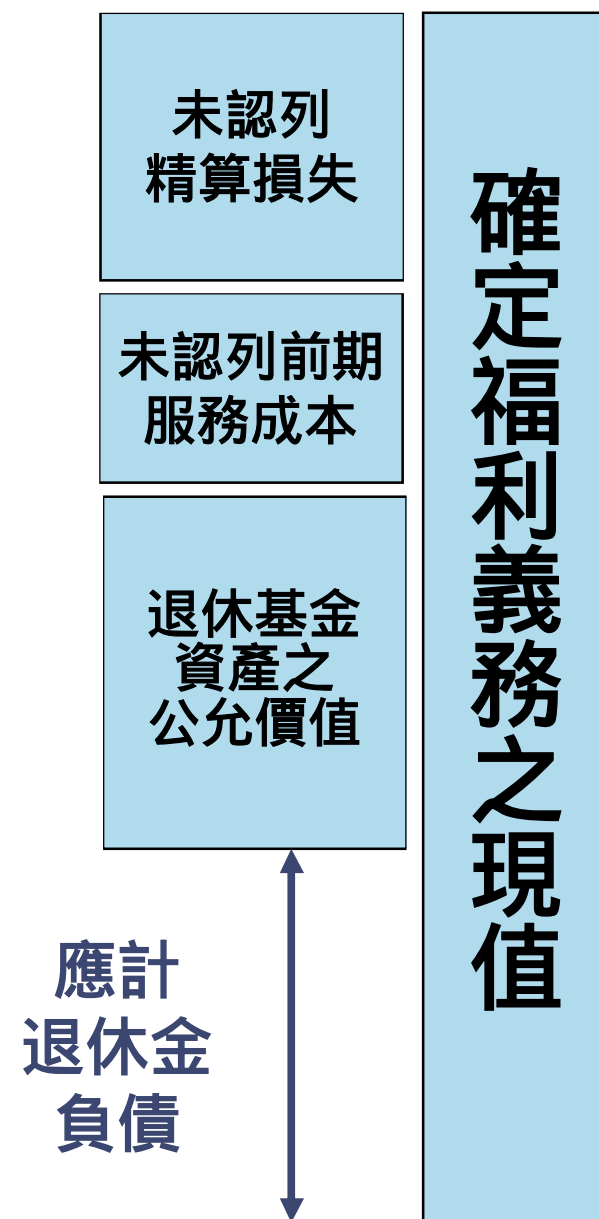 未認列
精算損失
未認列前期
服務成本
退休基金
資產之
公允價值
應計
退休金
負債
確定福利義務之現值